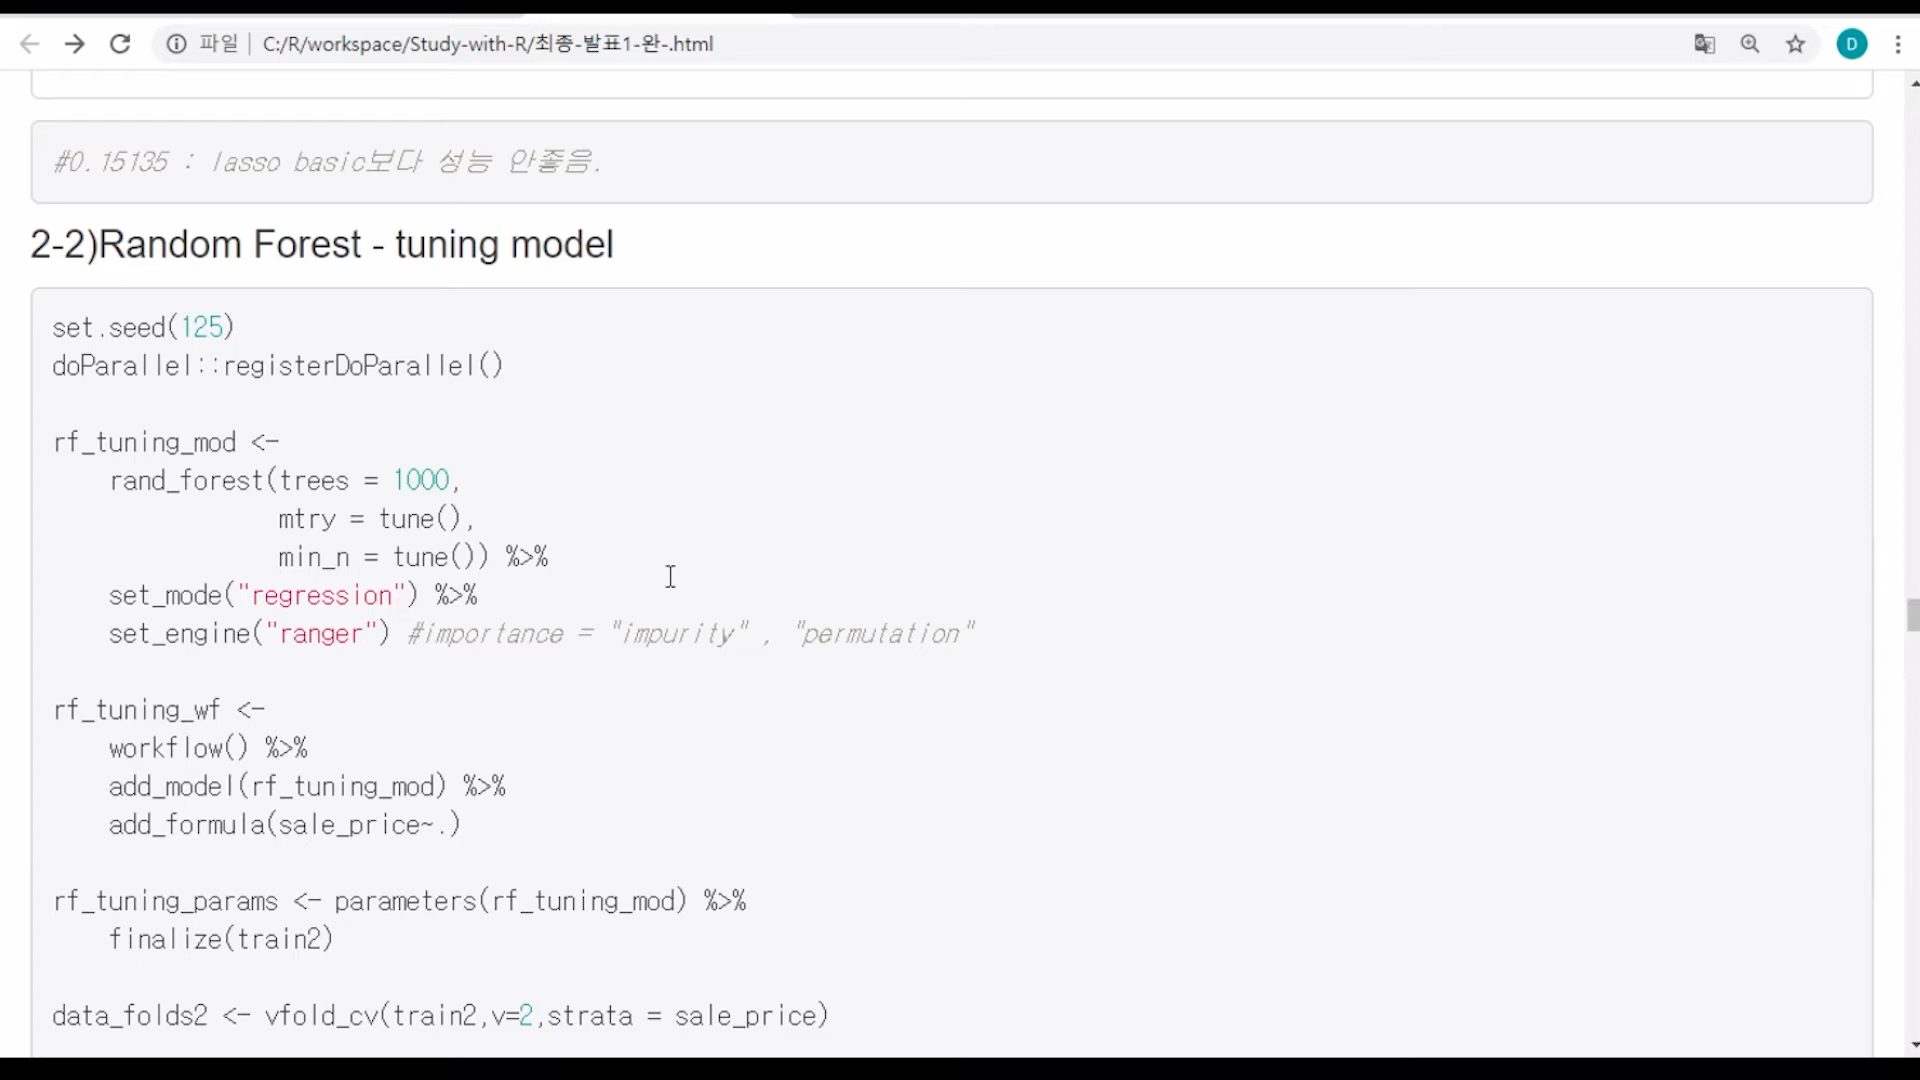 파일 C:/R/workspace/Study-with-R/최종-발표1-완-.html
D
#0.15135 : lasso basic보다 성능 안좋음.
2-2)Random Forest - tuning model
set.seed(125)
doParallel::registerDoParallel()
rf_tuning_mod <-
rand_forest(trees = 1000,
mtry = tune(),
min_n = tune()) %>%
set_mode("regression") %>%
set_engine("ranger") #importance = "impurity" , "permutation"
rf_tuning_wf <-
workflow() %>%
add_model(rf_tuning_mod) %>%
add_formula(sale_price~.)
rf_tuning_params <- parameters(rf_tuning_mod) %>%
finalize(train2)
data_folds2 <- vfold_cv(train2,v=2,strata = sale_price)